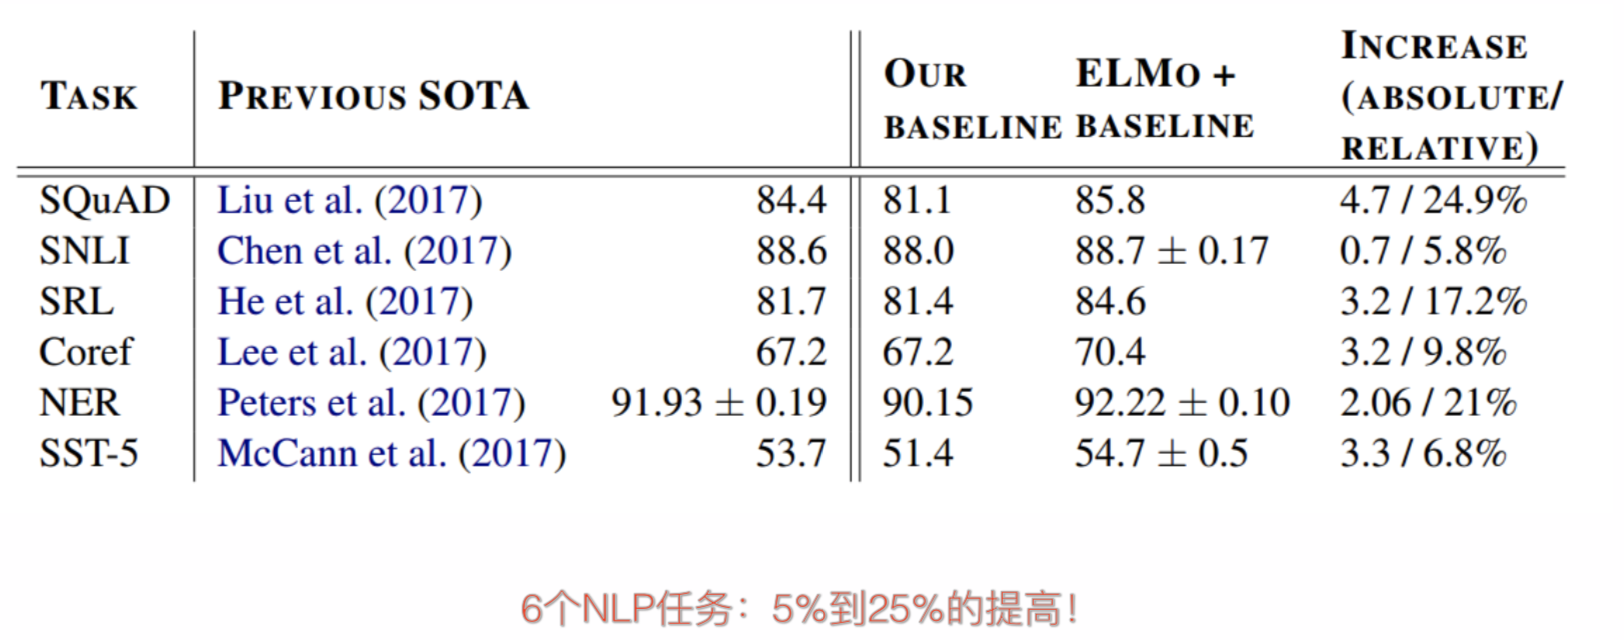 TASK PREVIOUS SOTA OUR BASELINE ELMO + BASELINE INCREASE (ABSOLUTE/ RELATIVE)
SQuAD Liu et al. (2017) 84.4 81.1 85.8 4.7 / 24.9%
SNLI Chen et al. (2017) 88.6 88.0 88.7 ± 0.17 0.7 / 5.8%
SRL He et al. (2017) 81.7 81.4 84.6 3.2 / 17.2%
Coref Lee et al. (2017) 67.2 67.2 70.4 3.2 / 9.8%
NER Peters et al. (2017) 91.93 ± 0.19 90.15 92.22 ± 0.10 2.06 / 21%
SST-5 McCann et al. (2017) 53.7 51.4 54.7 ± 0.5 3.3 / 6.8%
6个NLP任务：5%到25%的提高！